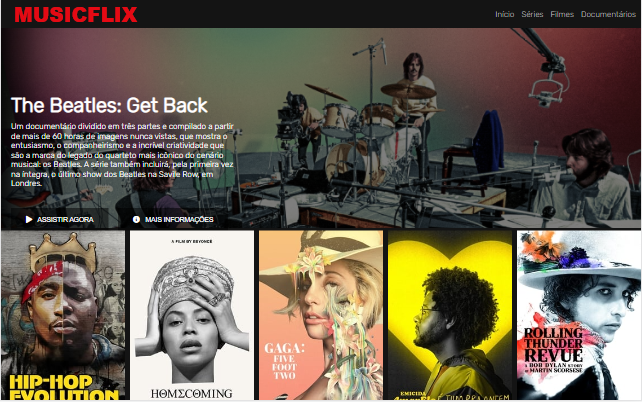 MUSICFLIX
Início Séries Filmes Documentários
The Beatles: Get Back
Um documentário dividido em três partes e compilado a partir
de mais de 60 horas de imagens nunca vistas, que mostra o
entusiasmo, o companheirismo e a incrível criatividade que
são a marca do legado do quarteto mais icônico do cenário
musical: os Beatles. A série também incluirá, pela primeira vez
na íntegra, o último show dos Beatles na Savile Row, em
Londres.
ASSISTIR AGORA
MAIS INFORMAÇÕES
HIP-HOP
EVOLUTION
A FILM BY BEYONCÉ
HOMECOMING
GAGA:
FIVE
FOOT
TWO
EMICIDA
ROLLING
THUNDER
REVUE
A BOB DYLAN STORY
BY MARTIN SCORSESE